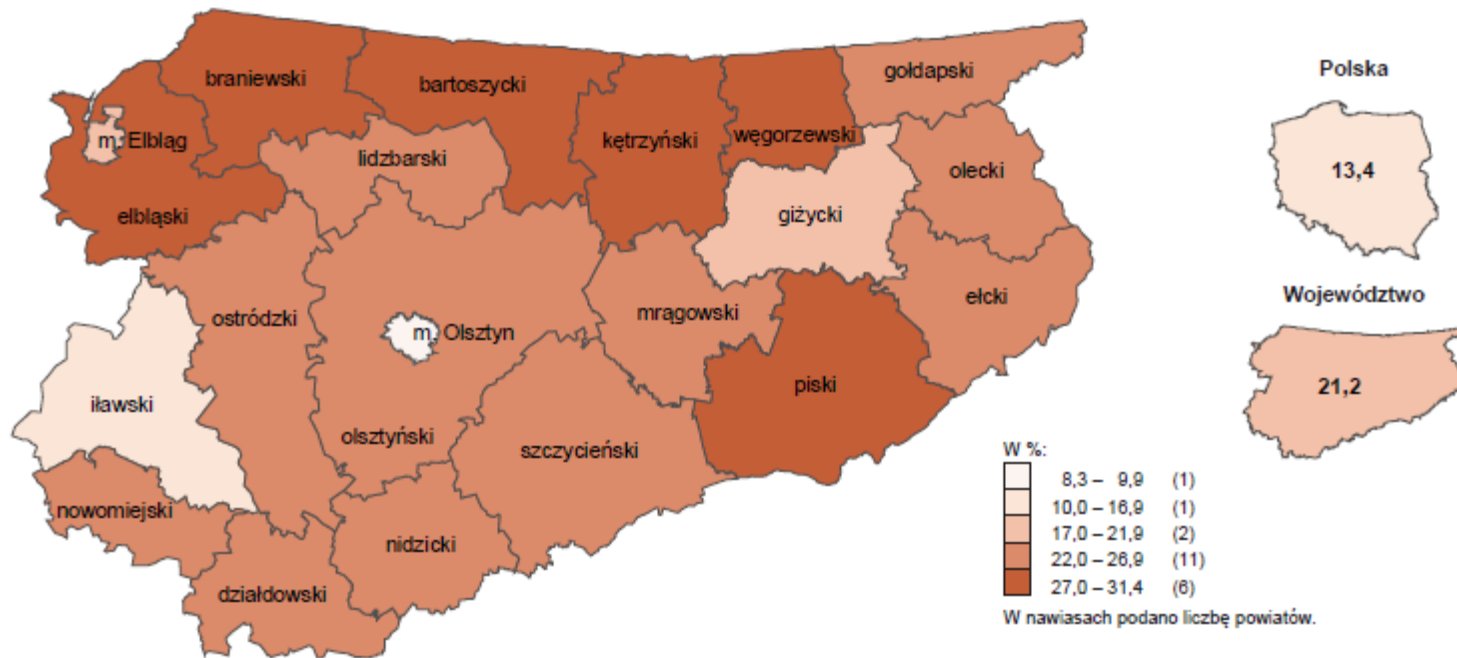 braniewski
bartoszycki
gołdapski
m. Elbląg
kętrzyński
węgorzewski
lidzbarski
olecki
elbląski
giżycki
ełcki
ostródzki
mrągowski
m. Olsztyn
piski
iławski
olsztyński
szczycieński
nowomiejski
nidzicki
działdowski
Polska
13,4
Województwo
21,2
W %:
8,3 – 9,9 (1)
10,0 – 16,9 (1)
17,0 – 21,9 (2)
22,0 – 26,9 (11)
27,0 – 31,4 (6)
W nawiasach podano liczbę powiatów.